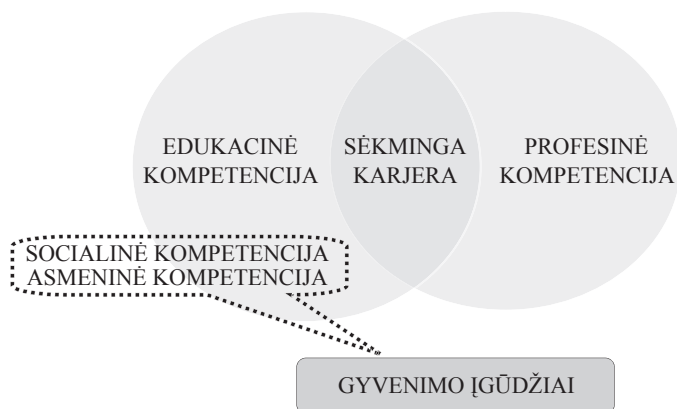 EDUKACINĖ
KOMPETENCIJA
SĖKMINGA
KARJERA
PROFESINĖ
KOMPETENCIJA
SOCIALINĖ KOMPETENCIJA
ASMENINĖ KOMPETENCIJA
GYVENIMO ĮGŪDŽIAI